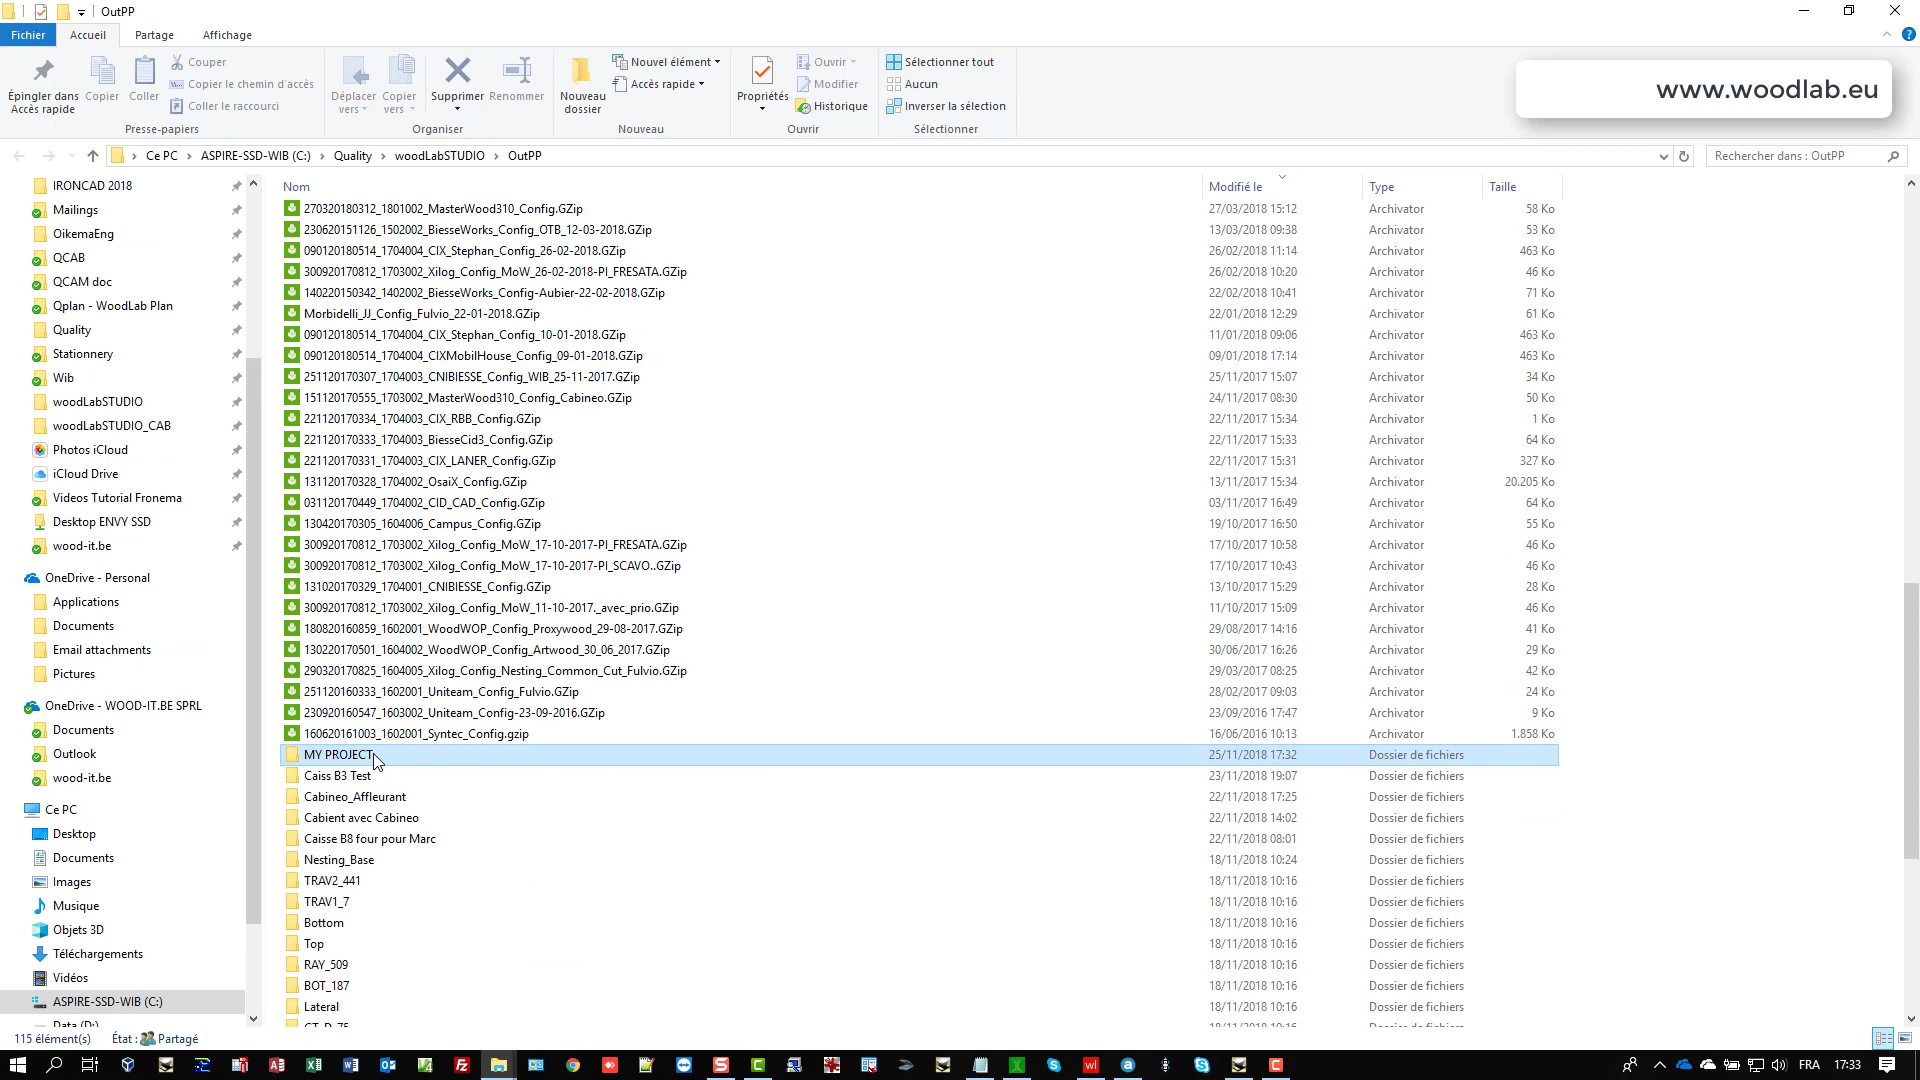 OutPP
Fichier Accueil Partage Affichage
www.woodlab.eu
Épingler dans Accès rapide
Copier
Coller
Couper
Copier le chemin d'accès
Coller le raccourci
Déplacer vers
Copier vers
Supprimer
Renommer
Nouveau dossier
Nouvel élément
Accès rapide
Propriétés
Ouvrir
Modifier
Historique
Sélectionner tout
Aucun
Inverser la sélection
Presse-papiers Organiser Nouveau Ouvrir Sélectionner
Ce PC › ASPIRE-SSD-WIB (C:) › Quality › woodLabSTUDIO › OutPP
Rechercher dans : OutPP
IRONCAD 2018
Mailings
OikemaEng
QCAB
QCAM doc
Qplan - WoodLab Plan
Quality
Stationnery
Wib
woodLabSTUDIO
woodLabSTUDIO_CAB
Photos iCloud
iCloud Drive
Videos Tutorial Fronema
Desktop ENVY SSD
wood-it.be
OneDrive - Personal
Applications
Documents
Email attachments
Pictures
OneDrive - WOOD-IT.BE SPRL
Documents
Outlook
wood-it.be
Ce PC
Desktop
Documents
Images
Musique
Objets 3D
Téléchargements
Vidéos
ASPIRE-SSD-WIB (C:)
Data (D:)
Nom Modifié le Type Taille
270320180312_1801002_MasterWood310_Config.GZip 27/03/2018 15:12 Archivator 58 Ko
230620151126_1502002_BiesseWorks_Config_OTB_12-03-2018.GZip 13/03/2018 09:38 Archivator 53 Ko
090120180514_1704004_CIX_Stephan_Config_26-02-2018.GZip 26/02/2018 11:14 Archivator 463 Ko
300920170812_1703002_Xilog_Config_MoW_26-02-2018-PI_FRESATA.GZip 26/02/2018 10:20 Archivator 46 Ko
140220150342_1402002_BiesseWorks_Config-Aubier-22-02-2018.GZip 22/02/2018 10:41 Archivator 71 Ko
Morbidelli_JJ_Config_Fulvio_22-01-2018.GZip 22/01/2018 12:29 Archivator 61 Ko
090120180514_1704004_CIX_Stephan_Config_10-01-2018.GZip 11/01/2018 09:06 Archivator 463 Ko
090120180514_1704004_CIXMobilHouse_Config_09-01-2018.GZip 09/01/2018 17:14 Archivator 463 Ko
251120170307_1704003_CNIBIESSE_Config_WIB_25-11-2017.GZip 25/11/2017 15:07 Archivator 34 Ko
151120170555_1703002_MasterWood310_Config_Cabineo.GZip 24/11/2017 08:30 Archivator 50 Ko
221120170334_1704003_CIX_RBB_Config.GZip 22/11/2017 15:34 Archivator 1 Ko
221120170333_1704003_BiesseCid3_Config.GZip 22/11/2017 15:33 Archivator 64 Ko
221120170331_1704003_CIX_LANER_Config.GZip 22/11/2017 15:31 Archivator 327 Ko
131120170328_1704002_OsaiX_Config.GZip 13/11/2017 15:34 Archivator 20.205 Ko
031120170449_1704002_CID_CAD_Config.GZip 03/11/2017 16:49 Archivator 64 Ko
130420170305_1604006_Campus_Config.GZip 19/10/2017 16:50 Archivator 55 Ko
300920170812_1703002_Xilog_Config_MoW_17-10-2017-PI_FRESATA.GZip 17/10/2017 10:58 Archivator 46 Ko
300920170812_1703002_Xilog_Config_MoW_17-10-2017-PI_SCAVO..GZip 17/10/2017 10:43 Archivator 46 Ko
131020170329_1704001_CNIBIESSE_Config.GZip 13/10/2017 15:29 Archivator 28 Ko
300920170812_1703002_Xilog_Config_MoW_11-10-2017._avec_prio.GZip 11/10/2017 15:09 Archivator 46 Ko
180820160859_1602001_WoodWOP_Config_Proxywood_29-08-2017.GZip 29/08/2017 14:16 Archivator 41 Ko
130220170501_1604002_WoodWOP_Config_Artwood_30_06_2017.GZip 30/06/2017 16:26 Archivator 29 Ko
290320170825_1604005_Xilog_Config_Nesting_Common_Cut_Fulvio.GZip 29/03/2017 08:25 Archivator 42 Ko
251120160333_1602001_Uniteam_Config_Fulvio.GZip 28/02/2017 09:03 Archivator 24 Ko
230920160547_1603002_Uniteam_Config-23-09-2016.GZip 23/09/2016 17:47 Archivator 9 Ko
160620161003_1602001_Syntec_Config.gzip 16/06/2016 10:13 Archivator 1.858 Ko
MY PROJECT 25/11/2018 17:32 Dossier de fichiers
Caiss B3 Test 23/11/2018 19:07 Dossier de fichiers
Cabineo_Affleurant 22/11/2018 17:25 Dossier de fichiers
Cabient avec Cabineo 22/11/2018 14:02 Dossier de fichiers
Caisse B8 four pour Marc 22/11/2018 08:01 Dossier de fichiers
Nesting_Base 18/11/2018 10:24 Dossier de fichiers
TRAV2_441 18/11/2018 10:16 Dossier de fichiers
TRAV1_7 18/11/2018 10:16 Dossier de fichiers
Bottom 18/11/2018 10:16 Dossier de fichiers
Top 18/11/2018 10:16 Dossier de fichiers
RAY_509 18/11/2018 10:16 Dossier de fichiers
BOT_187 18/11/2018 10:16 Dossier de fichiers
Lateral 18/11/2018 10:16 Dossier de fichiers
18/11/2018 10:16 Dossier de fichiers
115 élément(s) État : Partagé
FRA 17:33